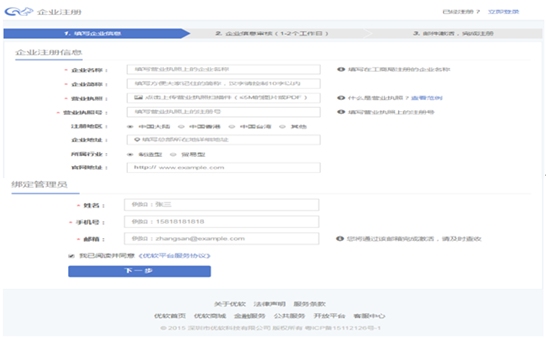 企业注册 已经注册？ 立即登录
1. 填写企业信息 2. 企业信息审核（1-2个工作日） 3. 邮件激活，完成注册
企业注册信息
* 企业名称： 填写营业执照上的企业名称 填写在工商局注册的企业名称
* 企业简称： 填写方便大家记住的简称，汉字请控制10字以内
* 营业执照： 点击上传营业执照扫描件（≤5M的图片或PDF） 什么是营业执照？查看范例
* 营业执照号： 填写营业执照上的注册号 填写营业执照上的注册号
注册地区： 中国大陆 中国香港 中国台湾 其他
企业地址： 填写公司所在的详细地址
所属行业： 制造型 贸易型
官网地址： http:// www.example.com
绑定管理员
* 姓名： 例如：张三
* 手机号： 例如：15818181818
* 邮箱： 例如：zhangsan@example.com 您将通过该邮箱完成激活，请及时查收
我已阅读并同意《优软平台服务协议》
下一步
关于优软 法律声明 服务条款
优软首页 优软商城 金融服务 公共服务 开放平台 客服中心
© 2015 深圳市优软科技有限公司 版权所有 粤ICP备15112126号-1